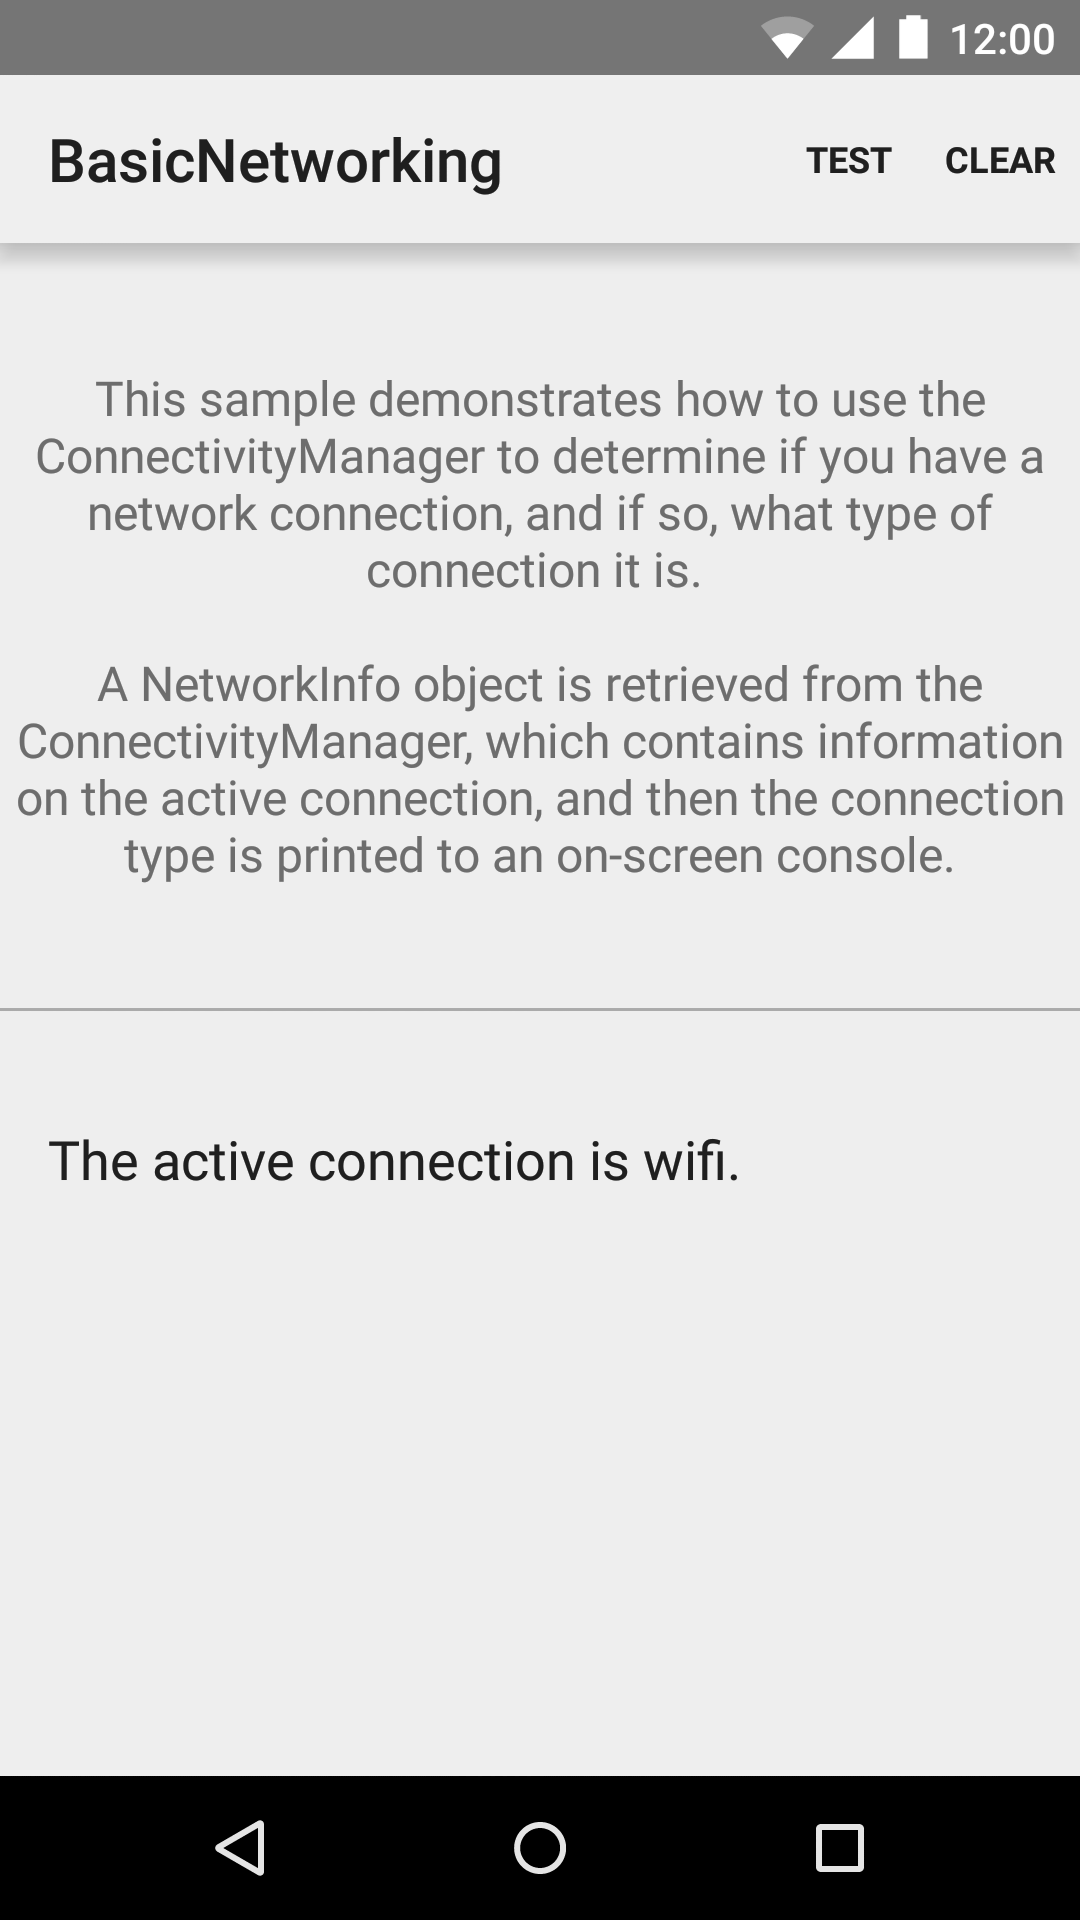 12:00
BasicNetworking TEST CLEAR
This sample demonstrates how to use the
ConnectivityManager to determine if you have a
network connection, and if so, what type of
connection it is.
A NetworkInfo object is retrieved from the
ConnectivityManager, which contains information
on the active connection, and then the connection
type is printed to an on-screen console.
The active connection is wifi.